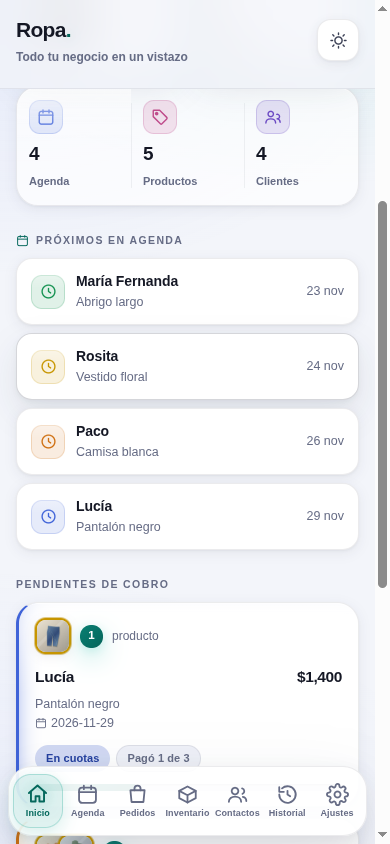 Ropa.
Todo tu negocio en un vistazo
4
Agenda
5
Productos
4
Clientes
PRÓXIMOS EN AGENDA
María Fernanda
Abrigo largo
23 nov
Rosita
Vestido floral
24 nov
Paco
Camisa blanca
26 nov
Lucía
Pantalón negro
29 nov
PENDIENTES DE COBRO
1 producto
Lucía
$1,400
Pantalón negro
2026-11-29
En cuotas
Pagó 1 de 3
Inicio
Agenda
Pedidos
Inventario
Contactos
Historial
Ajustes